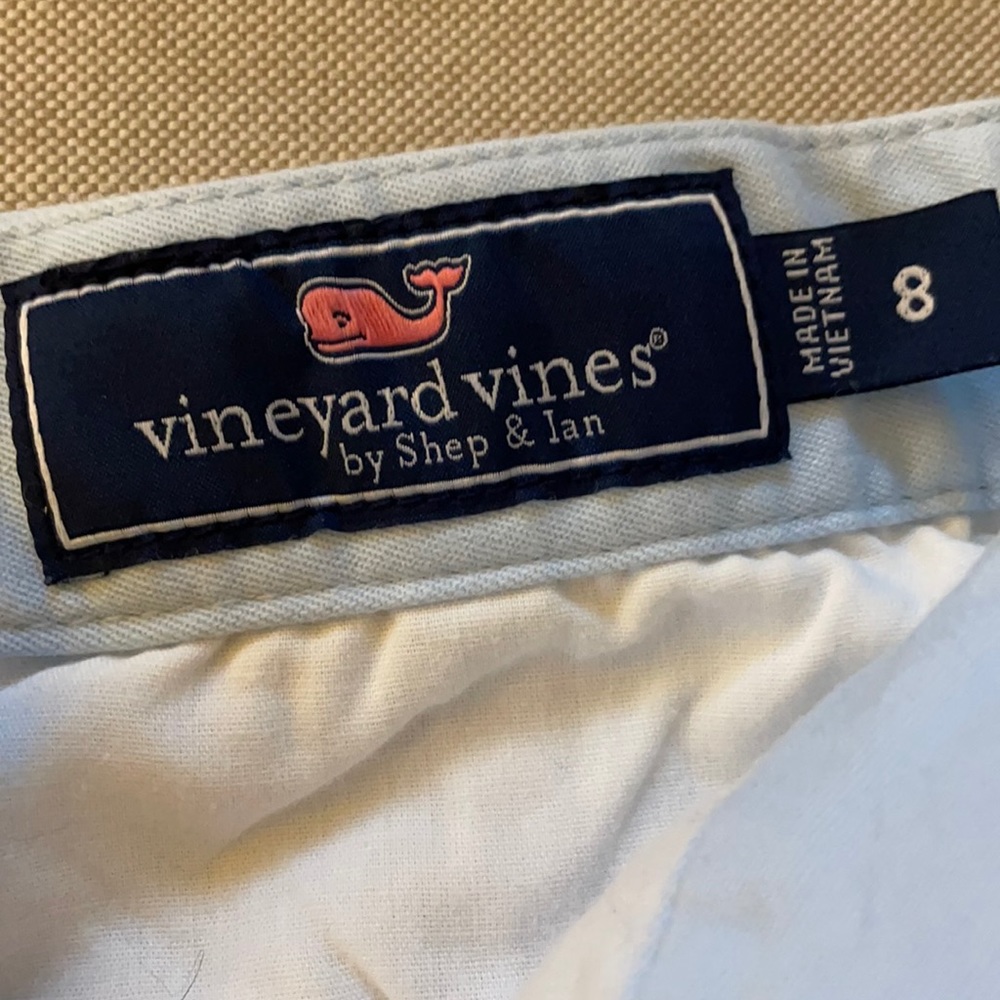 vineyard vines®
by Shep & Ian
MADE IN
VIETNAM
8